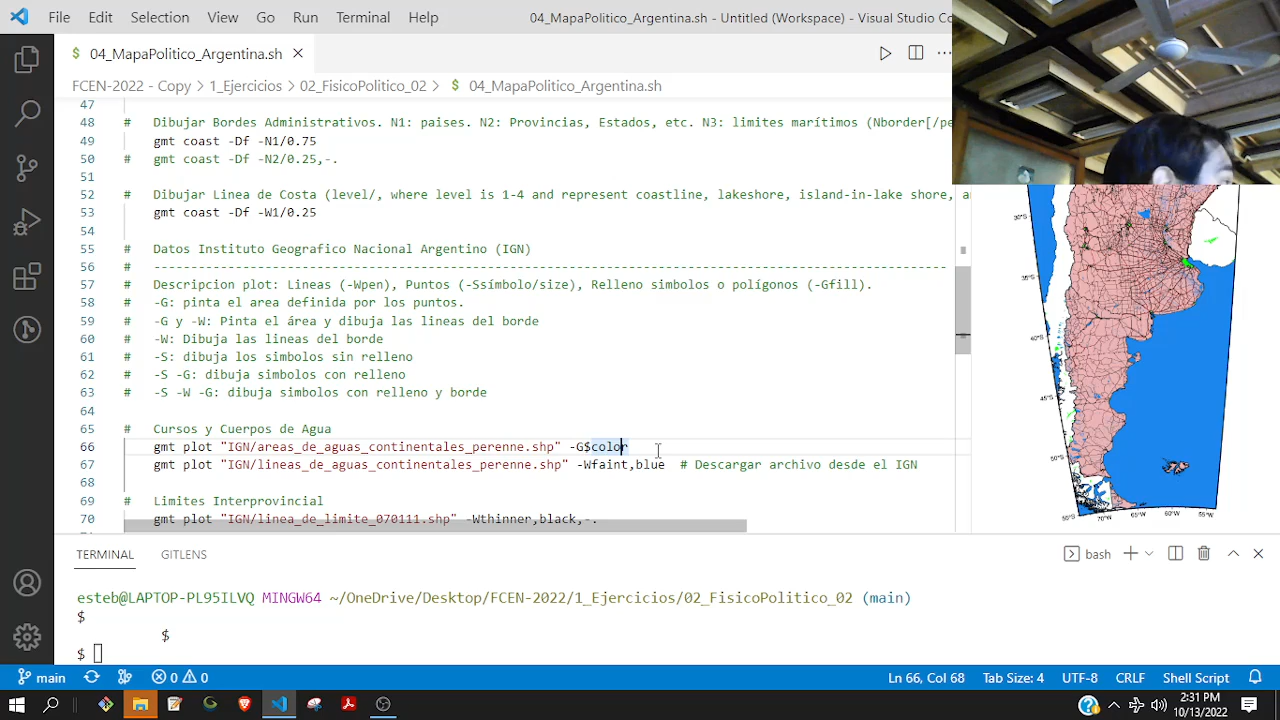 File Edit Selection View Go Run Terminal Help 04_MapaPolitico_Argentina.sh - Untitled (Workspace) - Visual Studio Co
$ 04_MapaPolitico_Argentina.sh
FCEN-2022 - Copy > 1_Ejercicios > 02_FisicoPolitico_02 > $ 04_MapaPolitico_Argentina.sh
47
48 # Dibujar Bordes Administrativos. N1: paises. N2: Provincias, Estados, etc. N3: limites marítimos (Nborder[/pe
49 gmt coast -Df -N1/0.75
50 # gmt coast -Df -N2/0.25,-.
51
52 # Dibujar Linea de Costa (level/, where level is 1-4 and represent coastline, lakeshore, island-in-lake shore, a
53 gmt coast -Df -W1/0.25
54
55 # Datos Instituto Geografico Nacional Argentino (IGN)
56 # -----------------------------------------------------------------------------------------------------------
57 # Descripcion plot: Lineas (-Wpen), Puntos (-Ssímbolo/size), Relleno simbolos o polígonos (-Gfill).
58 # -G: pinta el area definida por los puntos.
59 # -G y -W: Pinta el área y dibuja las lineas del borde
60 # -W: Dibuja las lineas del borde
61 # -S: dibuja los simbolos sin relleno
62 # -S -G: dibuja simbolos con relleno
63 # -S -W -G: dibuja simbolos con relleno y borde
64
65 # Cursos y Cuerpos de Agua
66 gmt plot "IGN/areas_de_aguas_continentales_perenne.shp" -G$color
67 gmt plot "IGN/lineas_de_aguas_continentales_perenne.shp" -Wfaint,blue # Descargar archivo desde el IGN
68
69 # Limites Interprovincial
70 gmt plot "IGN/linea_de_limite_070111.shp" -Wthinner,black,-.
30°S
35°S
40°S
45°S
50°S
55°S 70°W 65°W 60°W 55°W
TERMINAL GITLENS
bash
esteb@LAPTOP-PL95ILVQ MINGW64 ~/OneDrive/Desktop/FCEN-2022/1_Ejercicios/02_FisicoPolitico_02 (main)
$
$
$
main 0 0 Ln 66, Col 68 Tab Size: 4 UTF-8 CRLF Shell Script
2:31 PM
10/13/2022